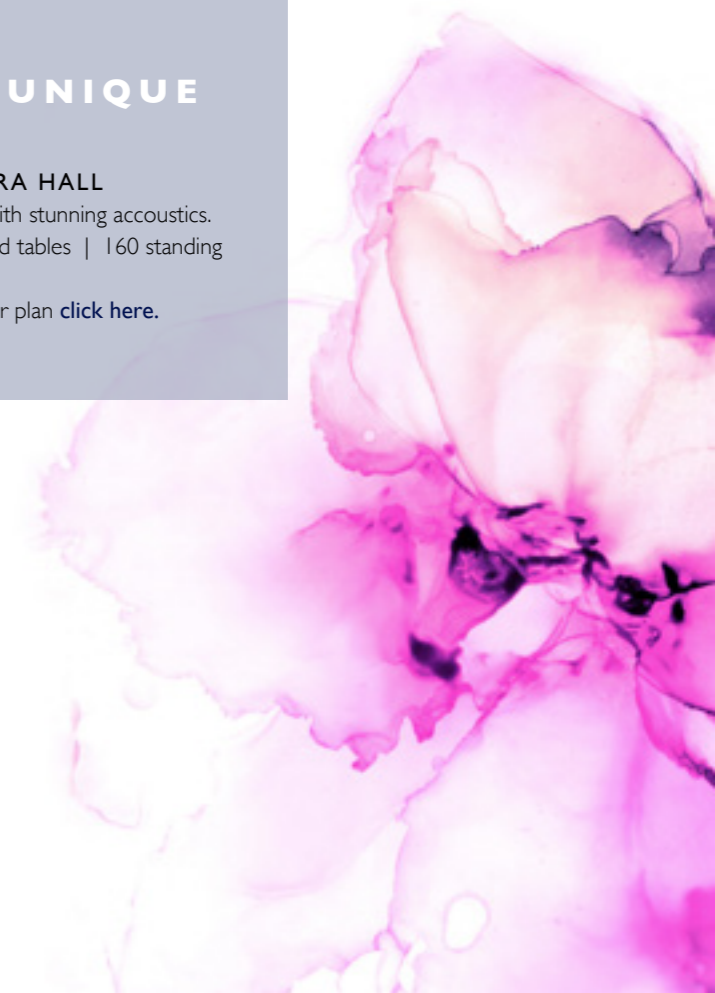 UNIQUE
RA HALL
ith stunning accoustics.
d tables | 160 standing
r plan click here.